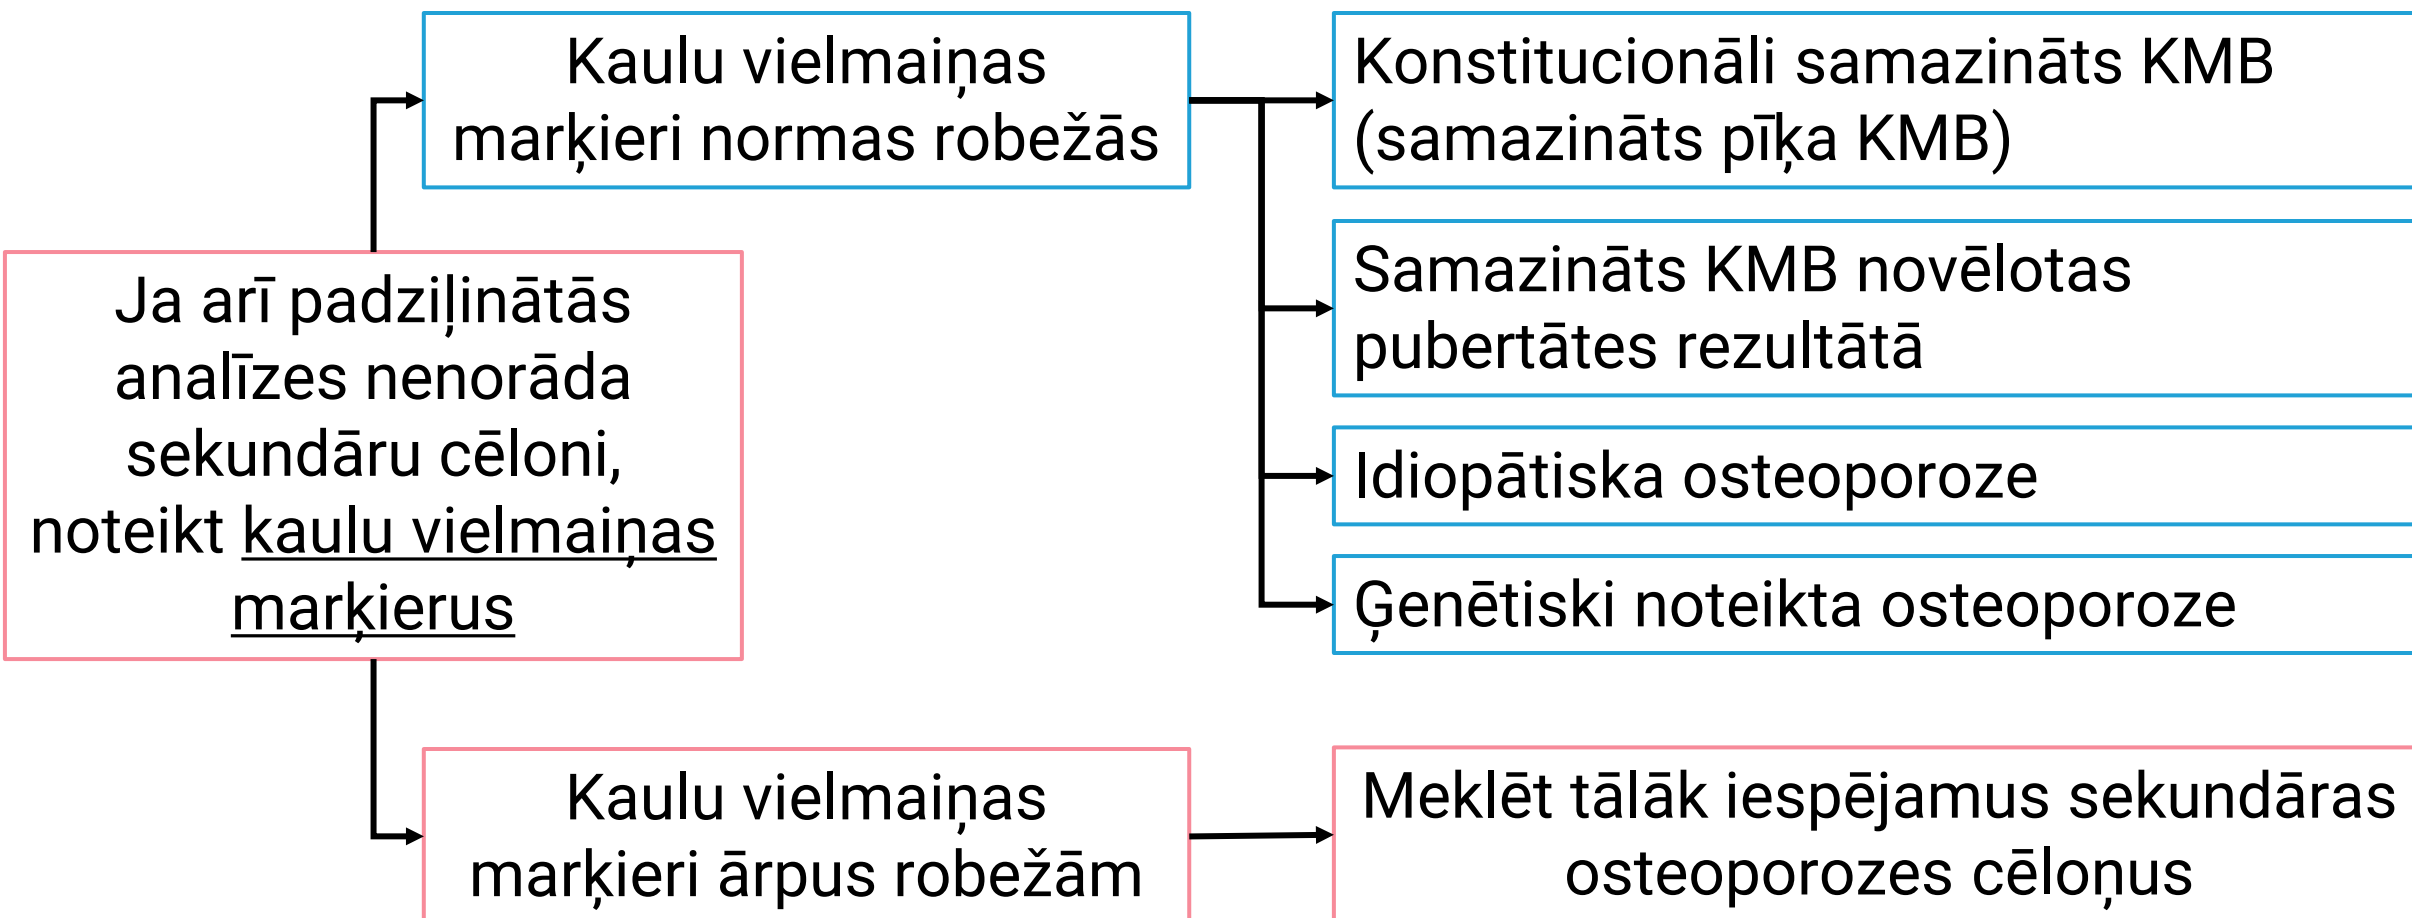 Ja arī padziļinātās
analīzes nenorāda
sekundāru cēloni,
noteikt kaulu vielmaiņas
marķierus
Kaulu vielmaiņas
marķieri normas robežās
Konstitucionāli samazināts KMB
(samazināts pīķa KMB)
Samazināts KMB novēlotas
pubertātes rezultātā
Idiopātiska osteoporoze
Ģenētiski noteikta osteoporoze
Kaulu vielmaiņas
marķieri ārpus robežām
Meklēt tālāk iespējamus sekundāras
osteoporozes cēloņus